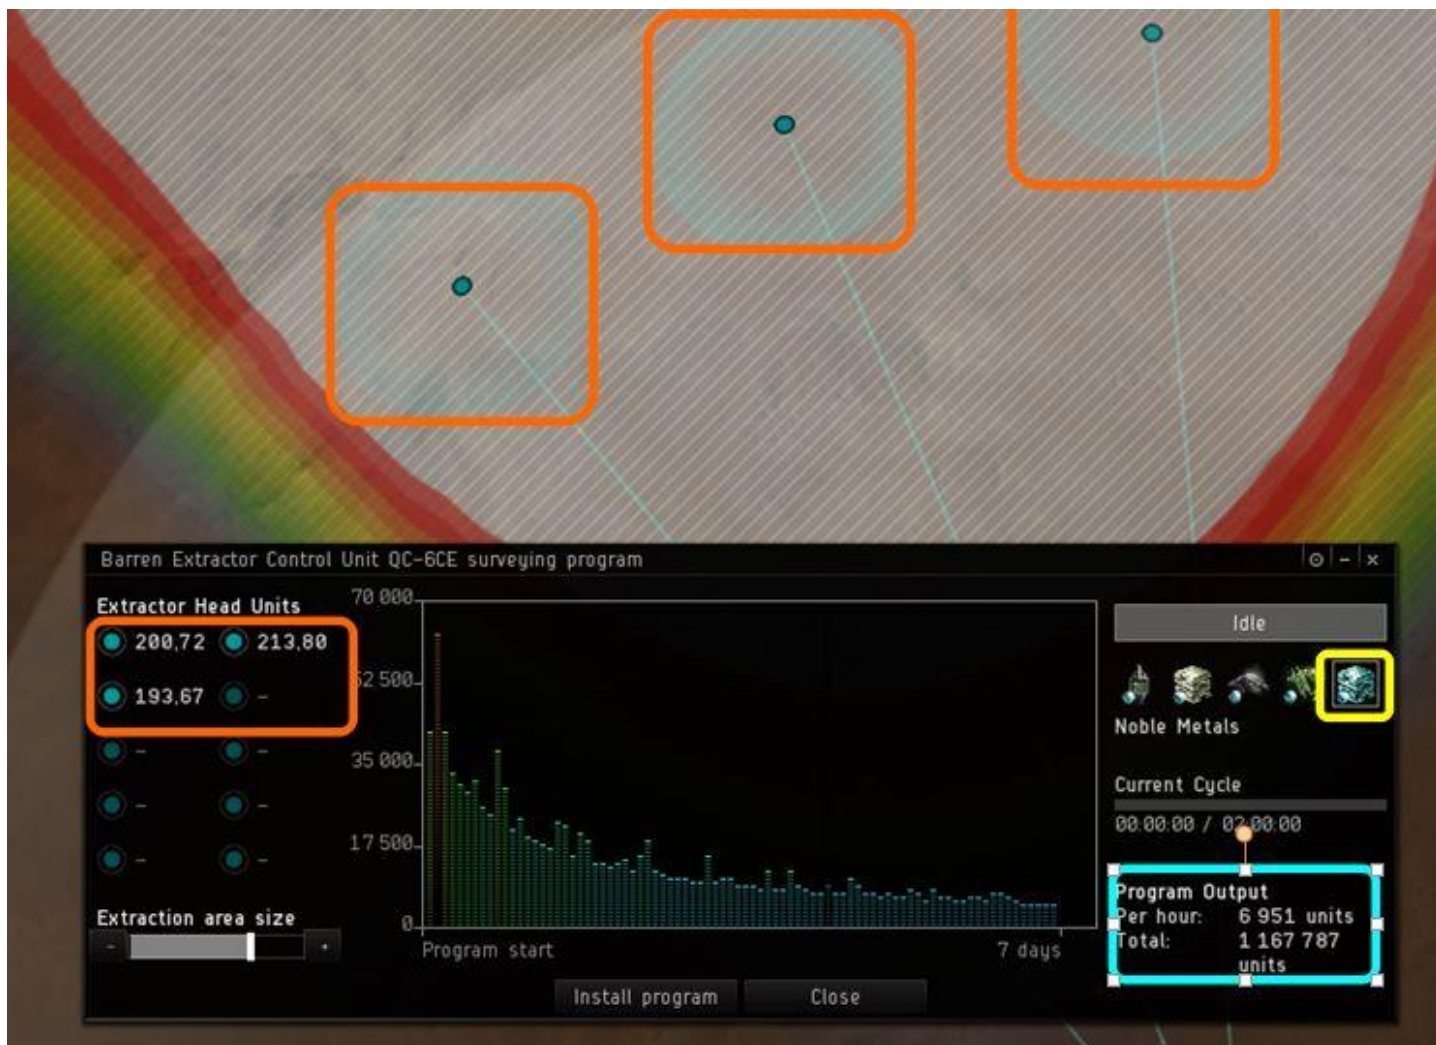 Barren Extractor Control Unit QC-6CE surveying program
Extractor Head Units
200,72 213,80
193,67 -
- -
- -
- -
Extraction area size
- +
70 000
52 500
35 000
17 500
0
Program start 7 days
Install program Close
Idle
Noble Metals
Current Cycle
00:00:00 / 02:00:00
Program Output
Per hour: 6 951 units
Total: 1 167 787
units